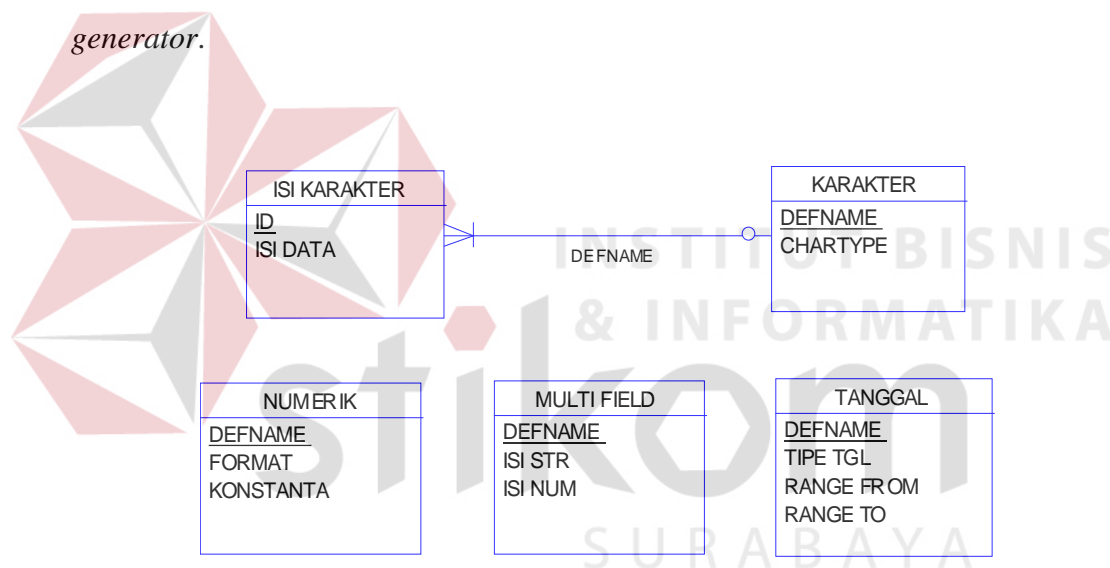 generator.
ISI KARAKTER
ID
ISI DATA
DEFNAME
KARAKTER
DEFNAME
CHARTYPE
INSTITUT BISNIS
& INFORMATIKA
stikom
SURABAYA
NUMERIK
DEFNAME
FORMAT
KONSTANTA
MULTI FIELD
DEFNAME
ISI STR
ISI NUM
TANGGAL
DEFNAME
TIPE TGL
RANGE FROM
RANGE TO